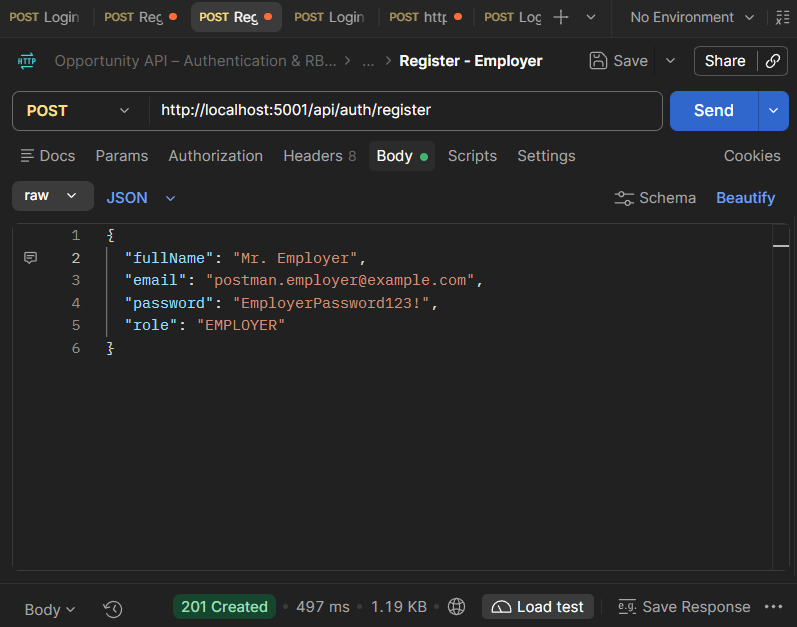 POST Login POST Reg POST Reg POST Login POST http POST Log No Environment
HTTP Opportunity API – Authentication & RB... > ... > Register - Employer Save Share
POST http://localhost:5001/api/auth/register Send
Docs Params Authorization Headers 8 Body Scripts Settings Cookies
raw JSON Schema Beautify
1 {
2 "fullName": "Mr. Employer",
3 "email": "postman.employer@example.com",
4 "password": "EmployerPassword123!",
5 "role": "EMPLOYER"
6 }
Body 201 Created • 497 ms • 1.19 KB • Load test e.g. Save Response